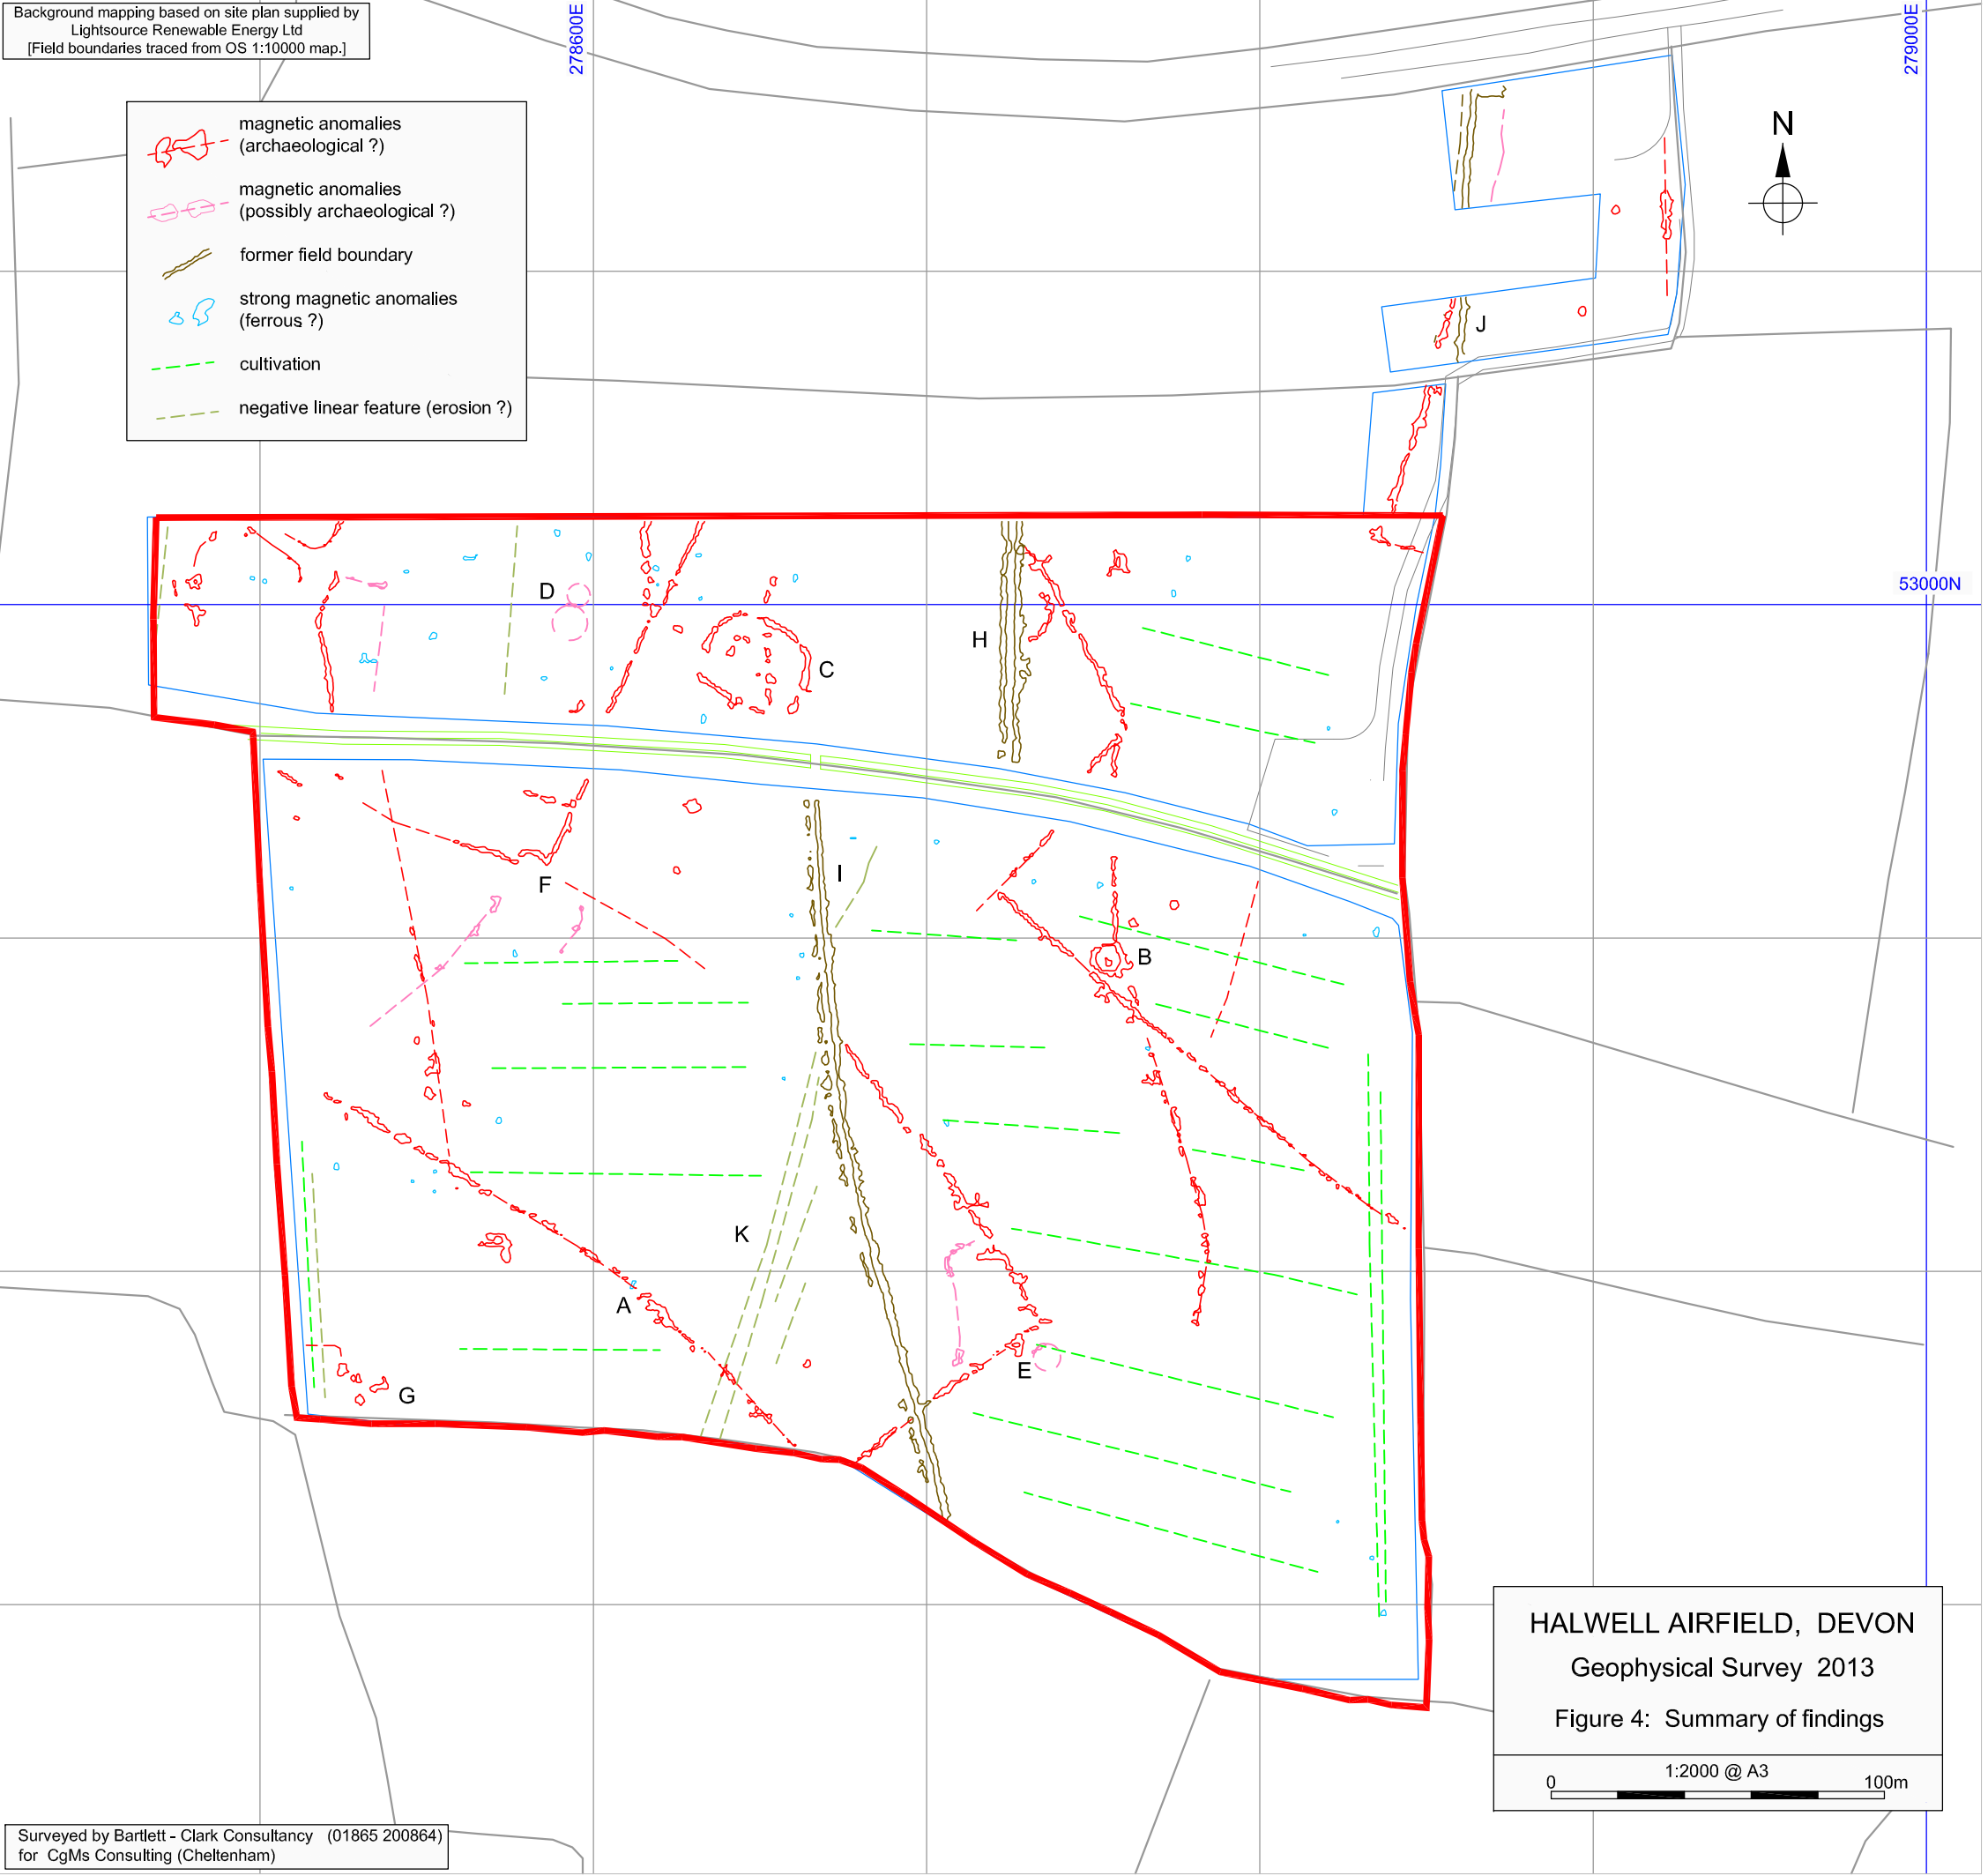 Background mapping based on site plan supplied by
Lightsource Renewable Energy Ltd
[Field boundaries traced from OS 1:10000 map.]
278600E
279000E
magnetic anomalies
(archaeological ?)
magnetic anomalies
(possibly archaeological ?)
former field boundary
strong magnetic anomalies
(ferrous ?)
cultivation
negative linear feature (erosion ?)
N
J
53000N
D
H
C
F
I
B
K
A
E
G
HALWELL AIRFIELD, DEVON
Geophysical Survey 2013
Figure 4: Summary of findings
1:2000 @ A3
0 100m
Surveyed by Bartlett - Clark Consultancy (01865 200864)
for CgMs Consulting (Cheltenham)